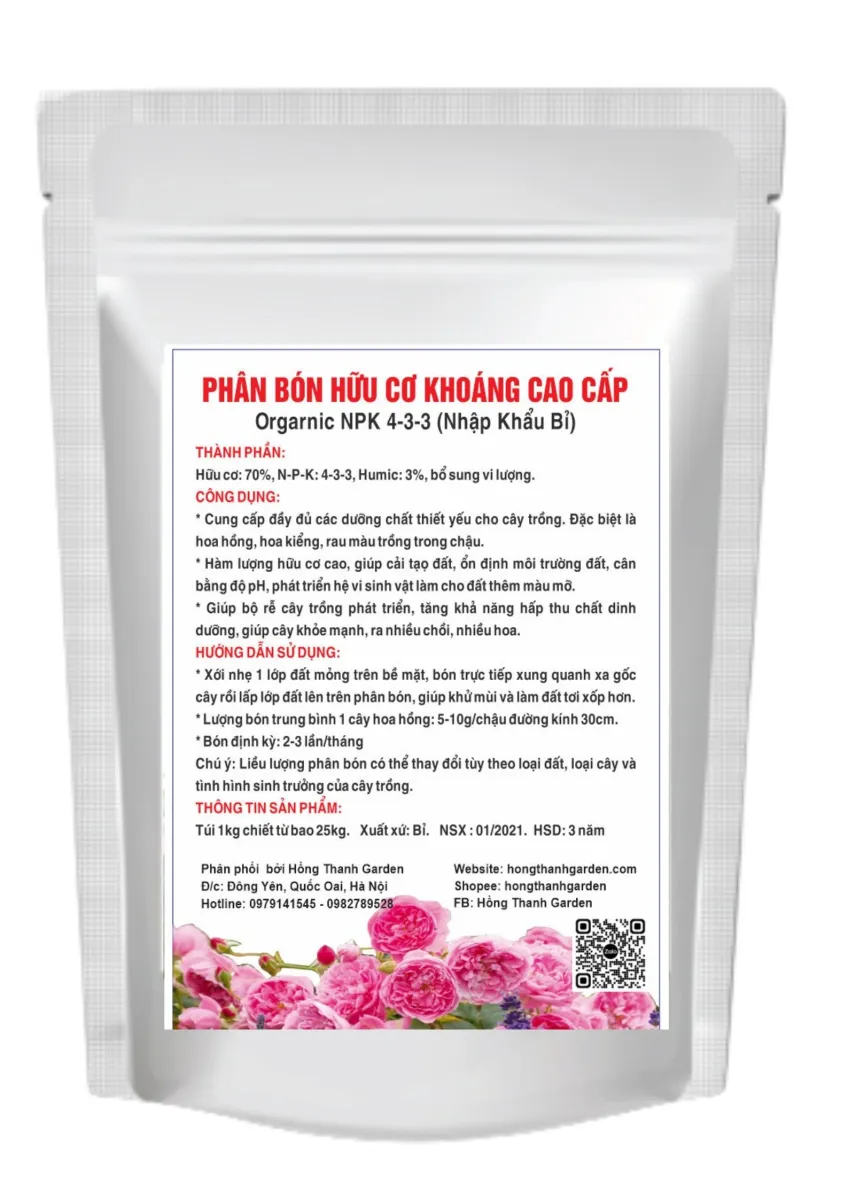 PHÂN BÓN HỮU CƠ KHOÁNG CAO CẤP
Orgarnic NPK 4-3-3 (Nhập Khẩu Bỉ)
THÀNH PHẦN:
Hữu cơ: 70%, N-P-K: 4-3-3, Humic: 3%, bổ sung vi lượng.
CÔNG DỤNG:
* Cung cấp đầy đủ các dưỡng chất thiết yếu cho cây trồng. Đặc biệt là
hoa hồng, hoa kiểng, rau màu trồng trong chậu.
* Hàm lượng hữu cơ cao, giúp cải tạo đất, ổn định môi trường đất, cân
bằng độ pH, phát triển hệ vi sinh vật làm cho đất thêm màu mỡ.
* Giúp bộ rễ cây trồng phát triển, tăng khả năng hấp thu chất dinh
dưỡng, giúp cây khỏe mạnh, ra nhiều chồi, nhiều hoa.
HƯỚNG DẪN SỬ DỤNG:
* Xới nhẹ 1 lớp đất mỏng trên bề mặt, bón trực tiếp xung quanh xa gốc
cây rồi lấp lớp đất lên trên phân bón, giúp khử mùi và làm đất tơi xốp hơn.
* Lượng bón trung bình 1 cây hoa hồng: 5-10g/chậu đường kính 30cm.
* Bón định kỳ: 2-3 lần/tháng
Chú ý: Liều lượng phân bón có thể thay đổi tùy theo loại đất, loại cây và
tình hình sinh trưởng của cây trồng.
THÔNG TIN SẢN PHẨM:
Túi 1kg chiết từ bao 25kg. Xuất xứ: Bỉ. NSX : 01/2021. HSD: 3 năm
Phân phối bởi Hồng Thanh Garden
Đ/c: Đông Yên, Quốc Oai, Hà Nội
Hotline: 0979141545 - 0982789528
Website: hongthanhgarden.com
Shopee: hongthanhgarden
FB: Hồng Thanh Garden
Zalo